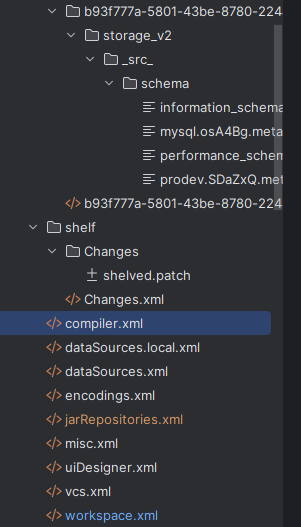 b93f777a-5801-43be-8780-224
storage_v2
_src_
schema
information_schema
mysql.osA4Bg.meta
performance_schem
prodev.SDaZxQ.met
b93f777a-5801-43be-8780-224
shelf
Changes
shelved.patch
Changes.xml
compiler.xml
dataSources.local.xml
dataSources.xml
encodings.xml
jarRepositories.xml
misc.xml
uiDesigner.xml
vcs.xml
workspace.xml